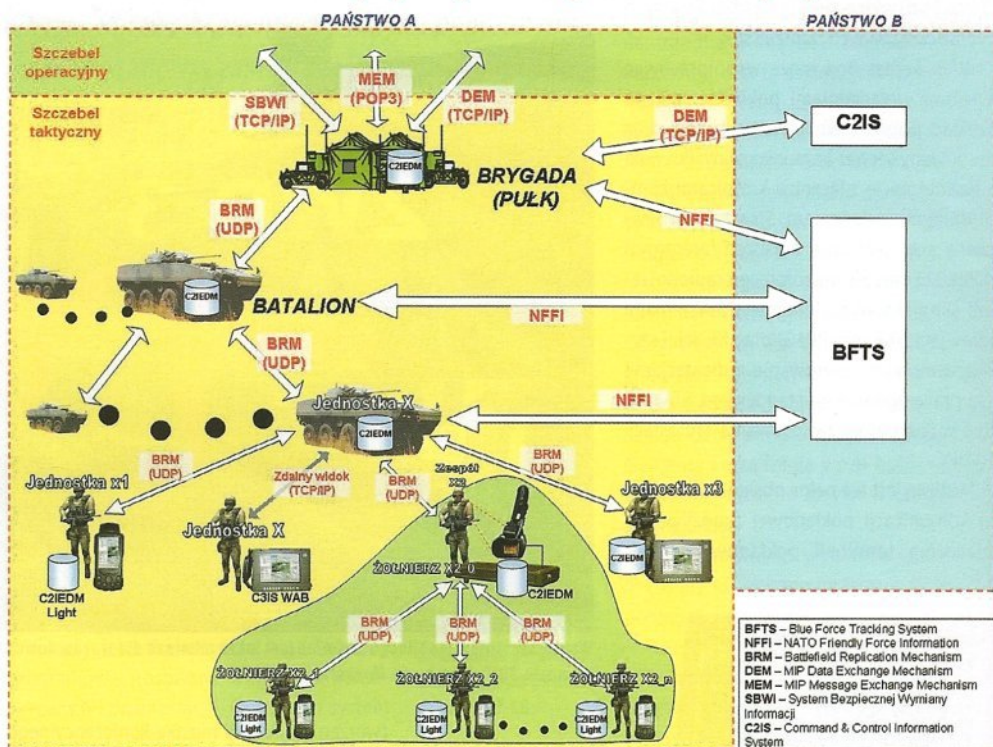 PAŃSTWO A
PAŃSTWO B
Szczebel
operacyjny
Szczebel
taktyczny
SBWI
(TCP/IP)
MEM
(POP3)
DEM
(TCP/IP)
DEM
(TCP/IP)
C2IS
C2IEDM
BRYGADA
(PUŁK)
NFFI
BRM
(UDP)
C2IEDM
BATALION
NFFI
BFTS
BRM
(UDP)
Jednostka X
C2IEDM
NFFI
BRM
(UDP)
Zdalny widok
(TCP/IP)
BRM
(UDP)
Zespół
X2
BRM
(UDP)
Jednostka x1
Jednostka X
Jednostka x3
C2IEDM
Light
C3IS WAB
ŻOŁNIERZ X2_0
C2IEDM
C2IEDM
BRM
(UDP)
BRM
(UDP)
BRM
(UDP)
ŻOŁNIERZ X2_1
ŻOŁNIERZ X2_2
ŻOŁNIERZ X2_n
C2IEDM
Light
C2IEDM
Light
C2IEDM
Light
BFTS – Blue Force Tracking System
NFFI – NATO Friendly Force Information
BRM – Battlefield Replication Mechanism
DEM – MIP Data Exchange Mechanism
MEM – MIP Message Exchange Mechanism
SBWI – System Bezpiecznej Wymiany
Informacji
C2IS – Command & Control Information
System